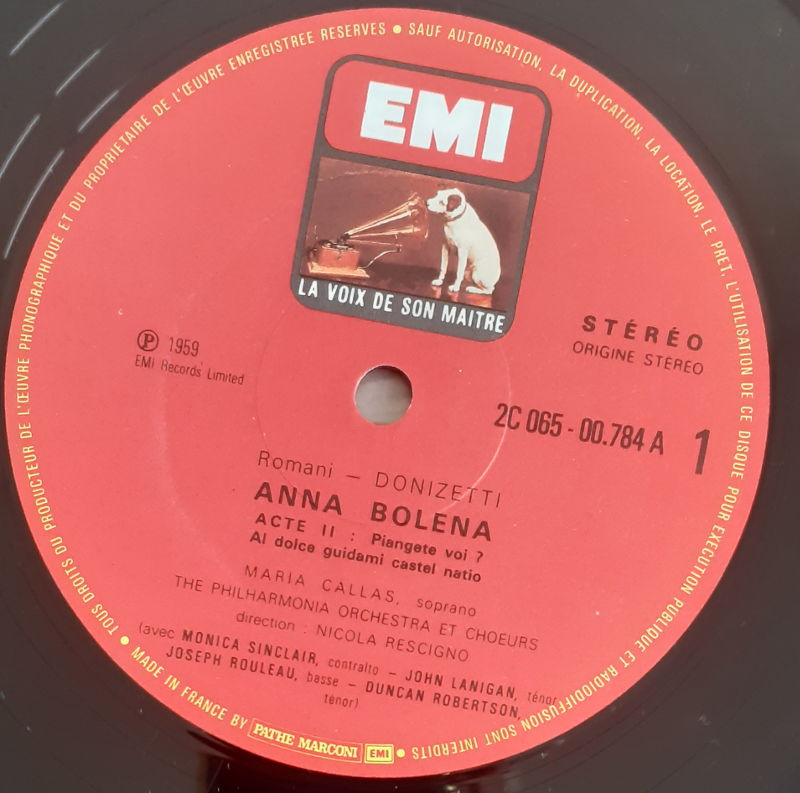 EMI
LA VOIX DE SON MAITRE
STÉRÉO
ORIGINE STEREO
Ⓟ 1959
EMI Records Limited
2C 065 - 00.784 A 1
Romani - DONIZETTI
ANNA BOLENA
ACTE II : Piangete voi ?
Al dolce guidami castel natio
MARIA CALLAS, soprano
THE PHILHARMONIA ORCHESTRA ET CHOEURS
direction : NICOLA RESCIGNO
(avec MONICA SINCLAIR, contralto - JOHN LANIGAN, ténor
JOSEPH ROULEAU, basse - DUNCAN ROBERTSON,
ténor)
• TOUS DROITS DU PRODUCTEUR DE L'ŒUVRE PHONOGRAPHIQUE ET DU PROPRIETAIRE DE L'ŒUVRE ENREGISTREE RESERVES • SAUF AUTORISATION, LA DUPLICATION, LA LOCATION, LE PRET, L'UTILISATION DE CE DISQUE POUR EXECUTION PUBLIQUE ET RADIODIFFUSION SONT INTERDITS •
MADE IN FRANCE BY PATHE MARCONI EMI